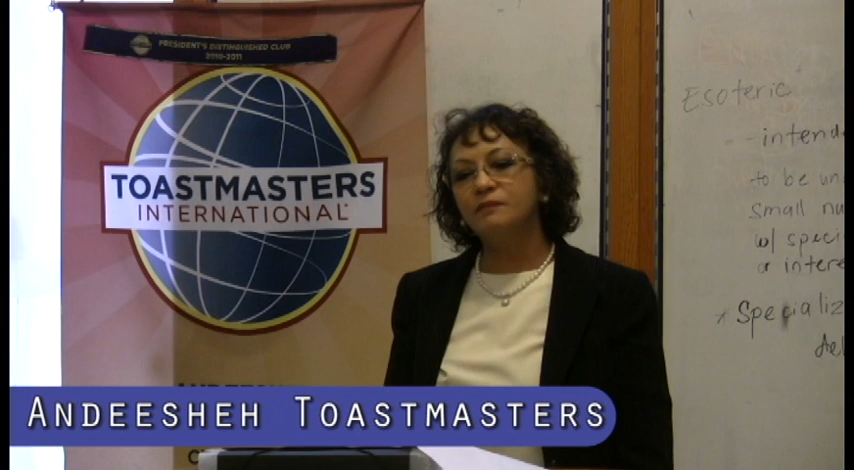 PRESIDENT'S DISTINGUISHED CLUB
2010-2011
TOASTMASTERS
INTERNATIONAL
ANDEESHEH TOASTMASTERS
Esoteric
- intend
to be un
small nu
w/ speci
or intere
* Specializ